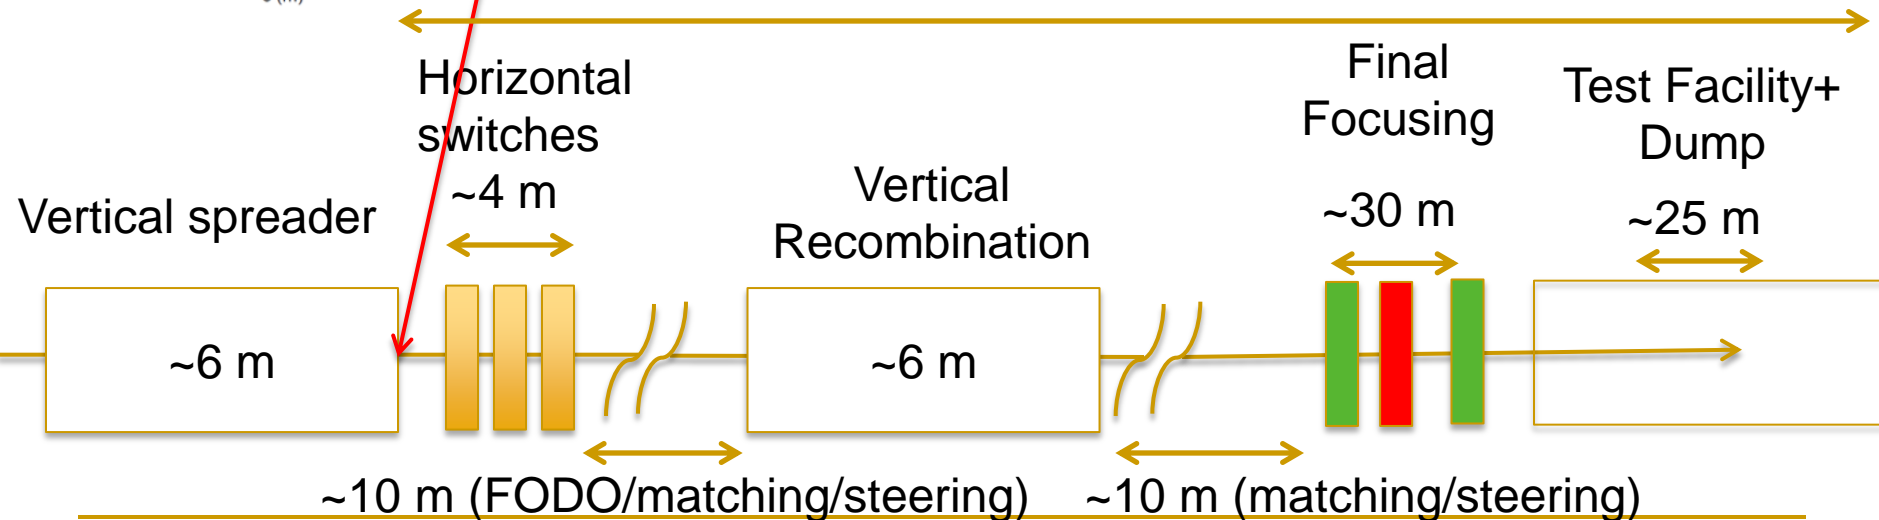 (m)
Horizontal
switches
~4 m
Final
Focusing
~30 m
Test Facility+
Dump
~25 m
Vertical spreader
Vertical
Recombination
~6 m
~6 m
~10 m (FODO/matching/steering)
~10 m (matching/steering)